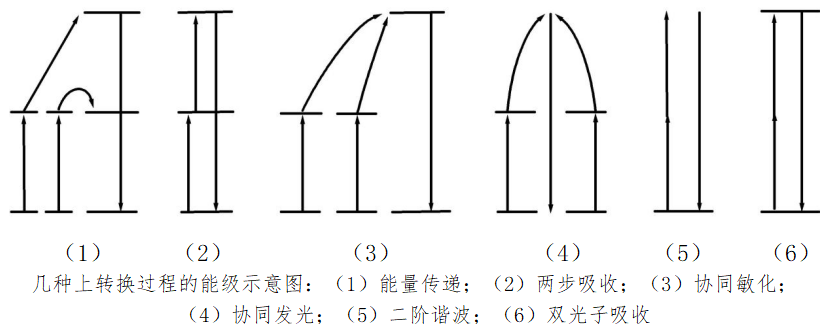 （1） （2） （3） （4） （5） （6）
几种上转换过程的能级示意图：（1）能量传递；（2）两步吸收；（3）协同敏化；
（4）协同发光；（5）二阶谐波；（6）双光子吸收